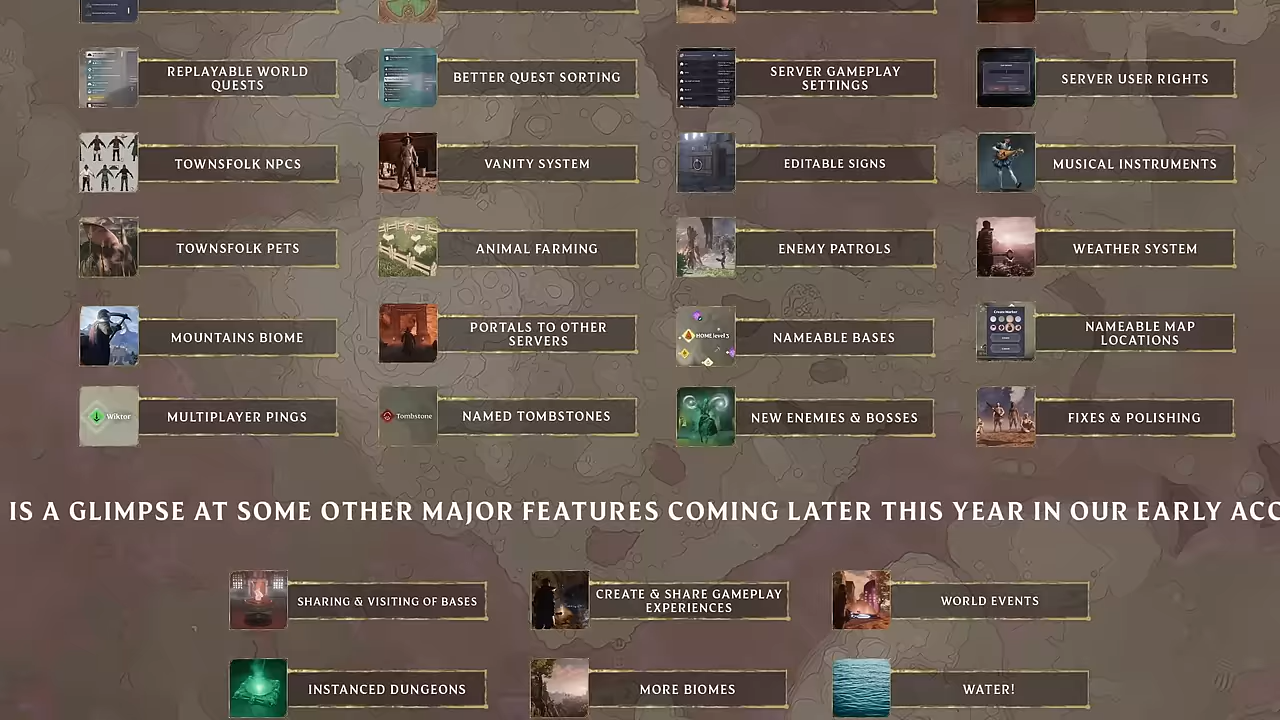 REPLAYABLE WORLD
QUESTS
BETTER QUEST SORTING
SERVER GAMEPLAY
SETTINGS
SERVER USER RIGHTS
TOWNSFOLK NPCS
VANITY SYSTEM
EDITABLE SIGNS
MUSICAL INSTRUMENTS
TOWNSFOLK PETS
ANIMAL FARMING
ENEMY PATROLS
WEATHER SYSTEM
MOUNTAINS BIOME
PORTALS TO OTHER
SERVERS
HOME level 5
NAMEABLE BASES
Create Marker
NAMEABLE MAP
LOCATIONS
Wiktor
MULTIPLAYER PINGS
Tombstone
NAMED TOMBSTONES
NEW ENEMIES & BOSSES
FIXES & POLISHING
IS A GLIMPSE AT SOME OTHER MAJOR FEATURES COMING LATER THIS YEAR IN OUR EARLY ACC
SHARING & VISITING OF BASES
CREATE & SHARE GAMEPLAY
EXPERIENCES
WORLD EVENTS
INSTANCED DUNGEONS
MORE BIOMES
WATER!